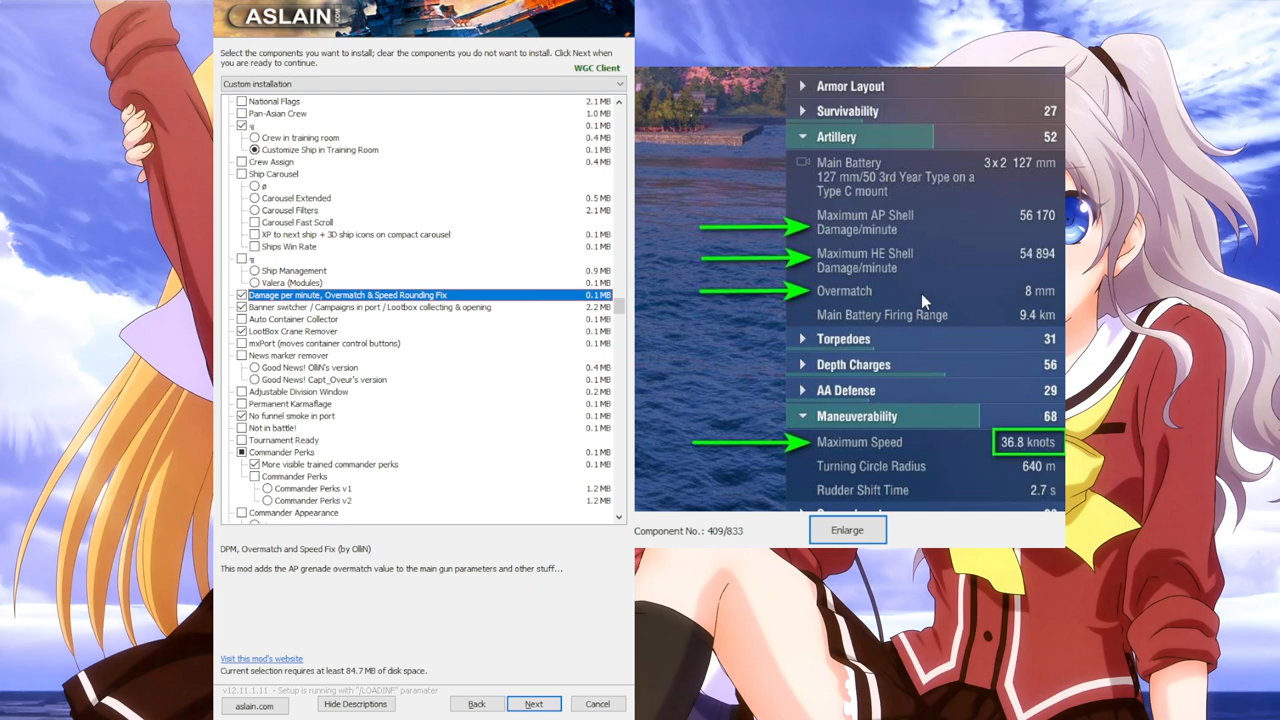 ASLAIN.COM
Select the components you want to install; clear the components you do not want to install. Click Next when
you are ready to continue.
WGC Client
Custom installation
National Flags 2.1 MB
Pan-Asian Crew 1.0 MB
0.1 MB
Crew in training room 0.4 MB
Customize Ship in Training Room 0.1 MB
Crew Assign 0.4 MB
Ship Carousel
ø
Carousel Extended 0.5 MB
Carousel Filters 2.1 MB
Carousel Fast Scroll
XP to next ship + 3D ship icons on compact carousel
Ships Win Rate
Ship Management 0.9 MB
Valera (Modules) 0.1 MB
Damage per minute, Overmatch & Speed Rounding Fix 0.1 MB
Banner switcher / Campaigns in port / Lootbox collecting & opening 2.2 MB
Auto Container Collector 0.1 MB
LootBox Crane Remover 0.1 MB
mxPort (moves container control buttons) 0.1 MB
News marker remover
Good News! OlliN's version 0.4 MB
Good News! Capt_Oveur's version 0.1 MB
Adjustable Division Window 0.2 MB
Permanent Karmaflage 0.1 MB
No funnel smoke in port 0.1 MB
Not in battle! 0.1 MB
Tournament Ready 0.1 MB
Commander Perks 0.1 MB
More visible trained commander perks 0.1 MB
Commander Perks
Commander Perks v1 1.2 MB
Commander Perks v2 1.2 MB
Commander Appearance 0.1 MB
DPM, Overmatch and Speed Fix (by OlliN)
This mod adds the AP grenade overmatch value to the main gun parameters and other stuff...
Visit this mod's website
Current selection requires at least 84.7 MB of disk space.
v12.11.1.11 - Setup is running with "/LOADINF" paramater
aslain.com Hide Descriptions Back Next Cancel
Armor Layout
Survivability 27
Artillery 52
Main Battery 3x2 127 mm
127 mm/50 3rd Year Type on a
Type C mount
Maximum AP Shell 56 170
Damage/minute
Maximum HE Shell 54 894
Damage/minute
Overmatch 8 mm
Main Battery Firing Range 9.4 km
Torpedoes 31
Depth Charges 56
AA Defense 29
Maneuverability 68
Maximum Speed 36.8 knots
Turning Circle Radius 640 m
Rudder Shift Time 2.7 s
Component No.: 409/833 Enlarge